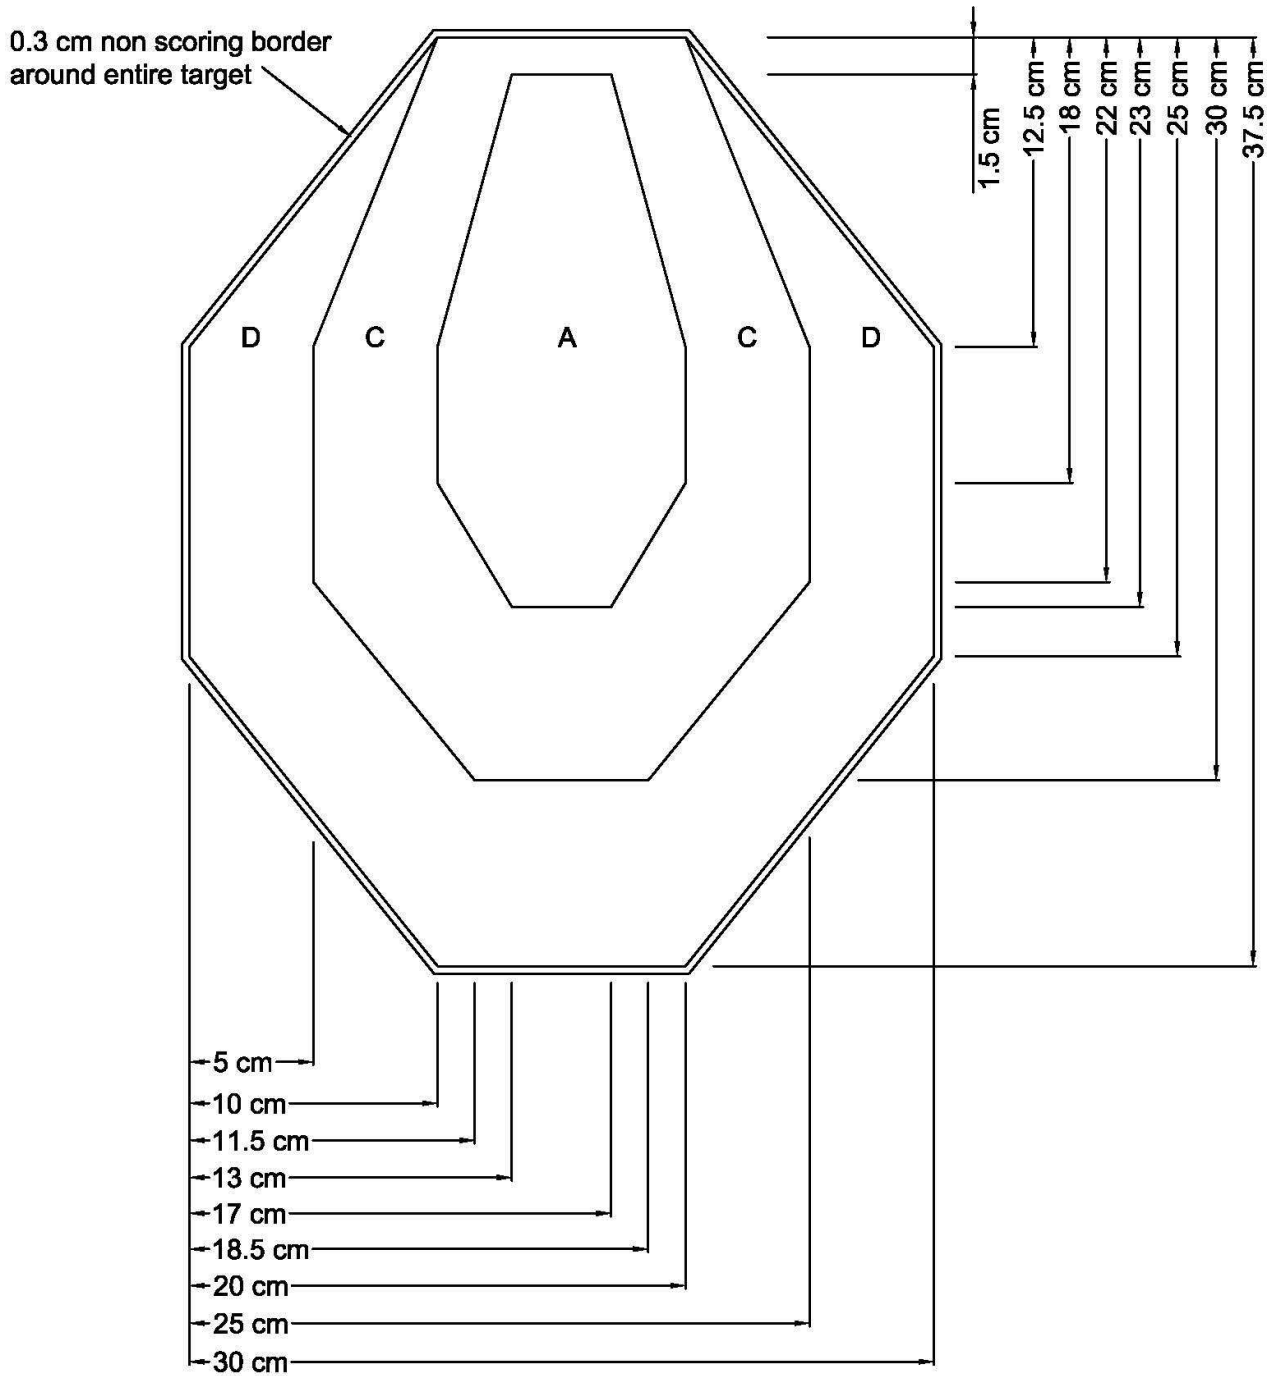 0.3 cm non scoring border
around entire target
1.5 cm
12.5 cm
18 cm
22 cm
23 cm
25 cm
30 cm
37.5 cm
D
C
A
C
D
5 cm
10 cm
11.5 cm
13 cm
17 cm
18.5 cm
20 cm
25 cm
30 cm